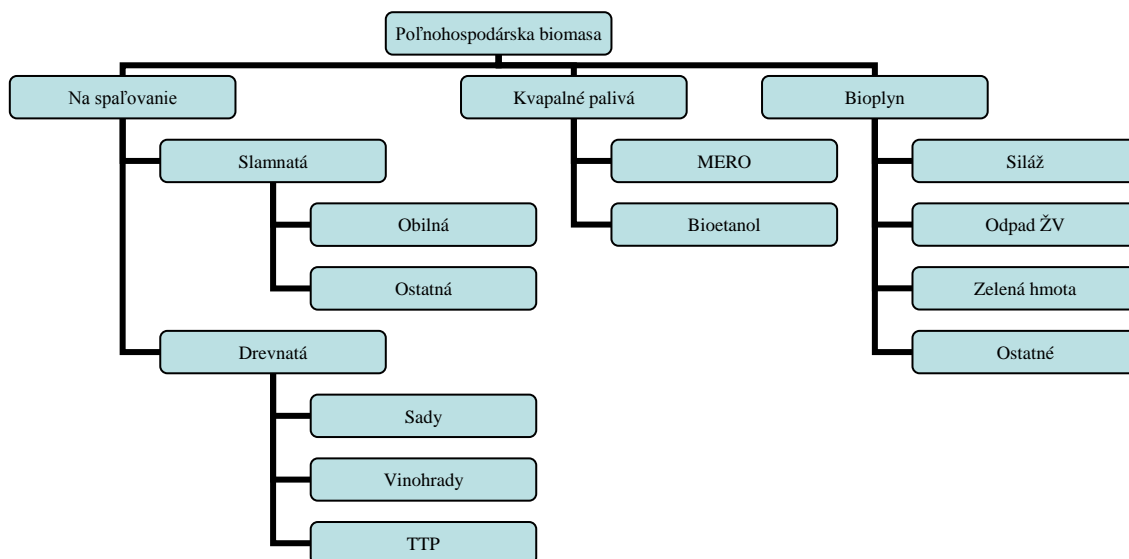 Poľnohospodárska biomasa
Na spaľovanie
Slamnatá
Obilná
Ostatná
Drevnatá
Sady
Vinohrady
TTP
Kvapalné palivá
MERO
Bioetanol
Bioplyn
Siláž
Odpad ŽV
Zelená hmota
Ostatné